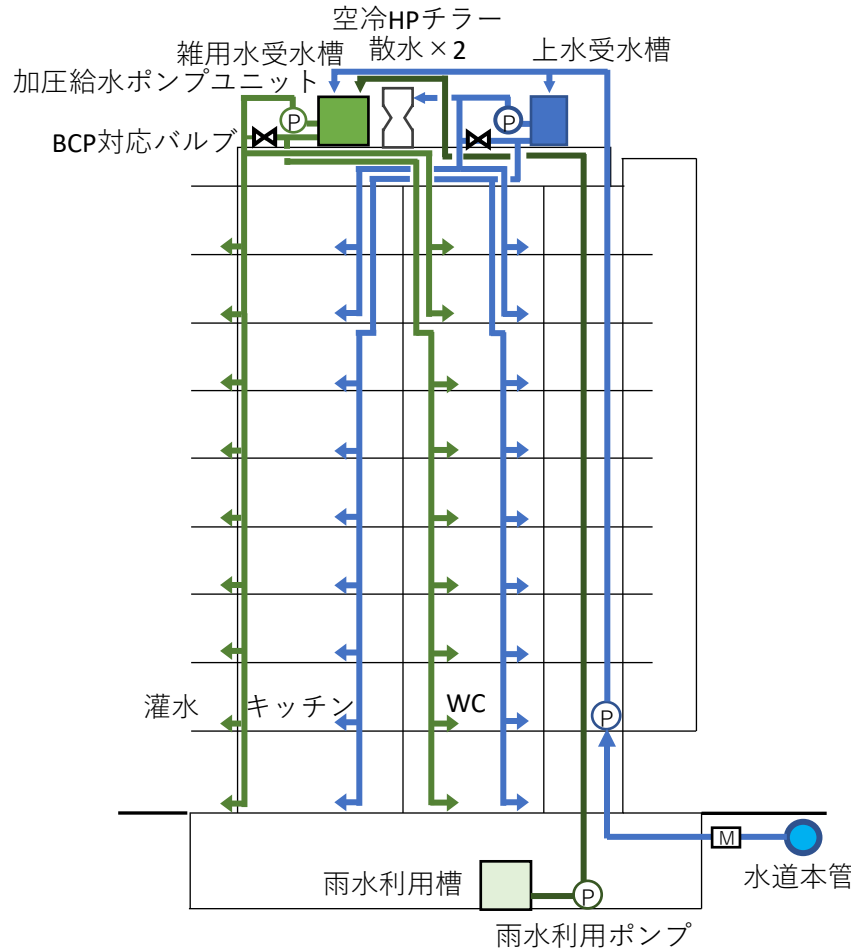 空冷HPチラー
雑用水受水槽 散水×2 上水受水槽
加圧給水ポンプユニット
P P
BCP対応バルブ
灌水 キッチン WC
P
M
水道本管
雨水利用槽
P
雨水利用ポンプ